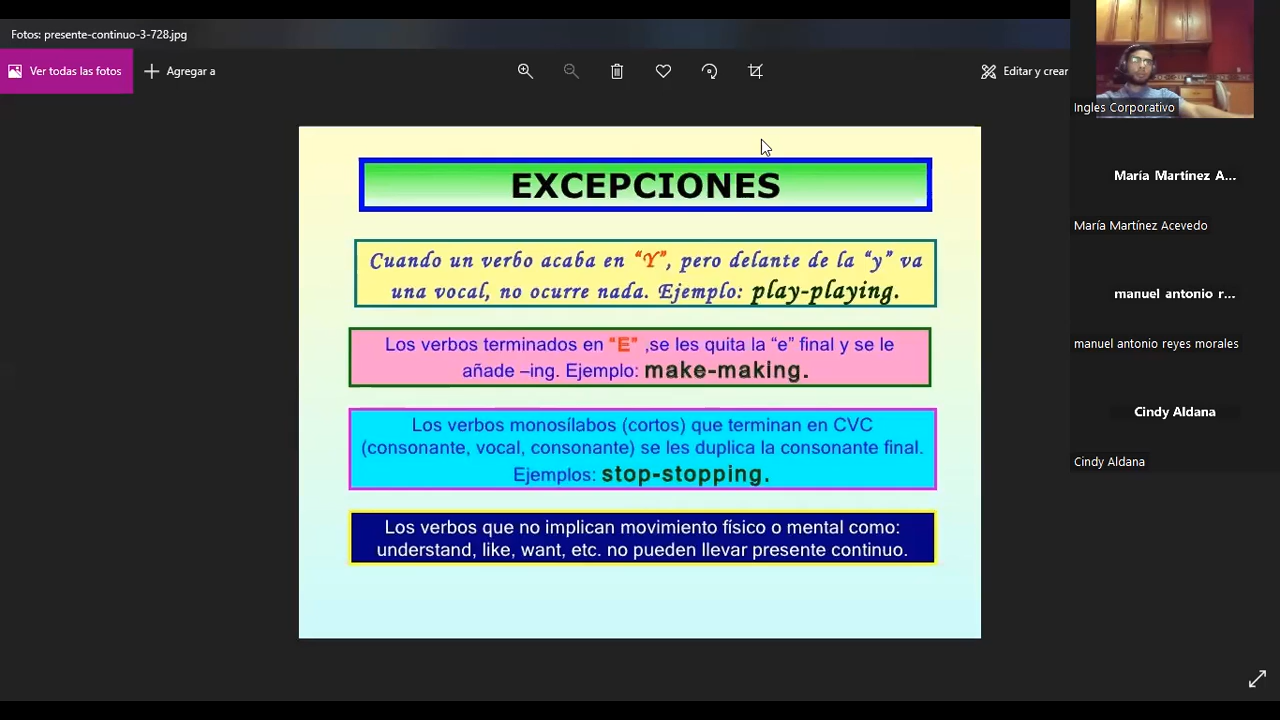 Fotos: presente-continuo-3-728.jpg
Ver todas las fotos
Agregar a
Editar y crear
EXCEPCIONES
Cuando un verbo acaba en “Y”, pero delante de la “y” va
una vocal, no ocurre nada. Ejemplo: play-playing.
Los verbos terminados en "E" ,se les quita la “e” final y se le
añade –ing. Ejemplo: make-making.
Los verbos monosílabos (cortos) que terminan en CVC
(consonante, vocal, consonante) se les duplica la consonante final.
Ejemplos: stop-stopping.
Los verbos que no implican movimiento físico o mental como:
understand, like, want, etc. no pueden llevar presente continuo.
Ingles Corporativo
María Martínez A...
María Martínez Acevedo
manuel antonio r...
manuel antonio reyes morales
Cindy Aldana
Cindy Aldana